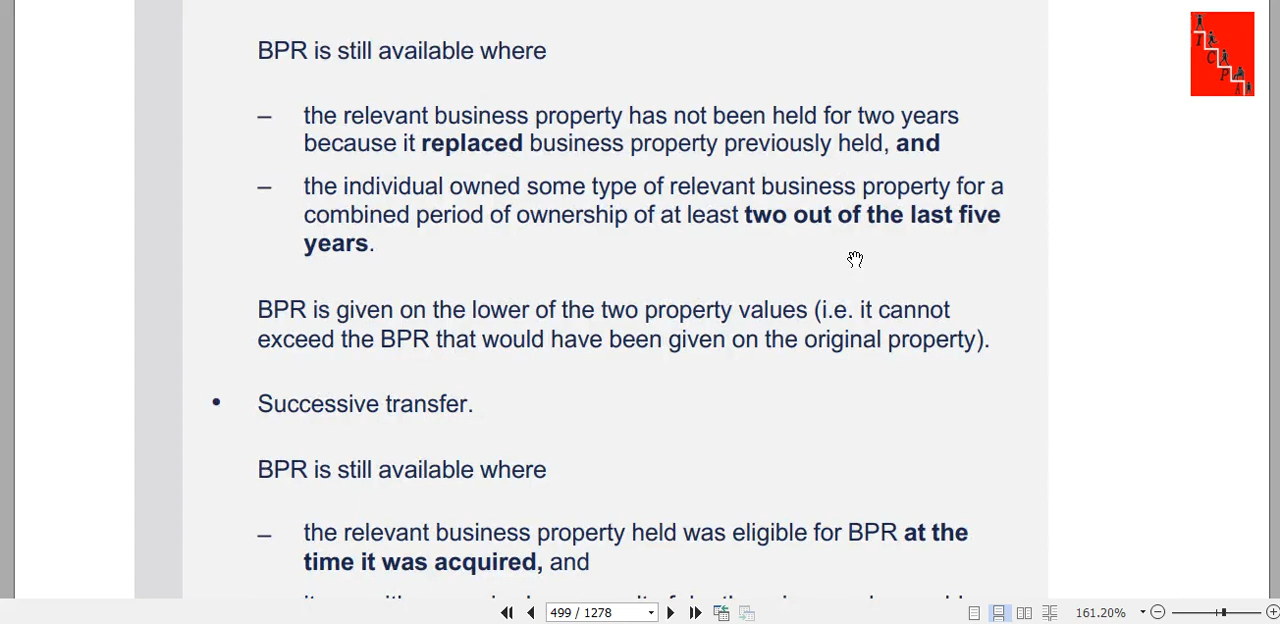 BPR is still available where
– the relevant business property has not been held for two years
because it replaced business property previously held, and
– the individual owned some type of relevant business property for a
combined period of ownership of at least two out of the last five
years.
BPR is given on the lower of the two property values (i.e. it cannot
exceed the BPR that would have been given on the original property).
• Successive transfer.
BPR is still available where
– the relevant business property held was eligible for BPR at the
time it was acquired, and
499 / 1278
161.20%
I
C
P
A